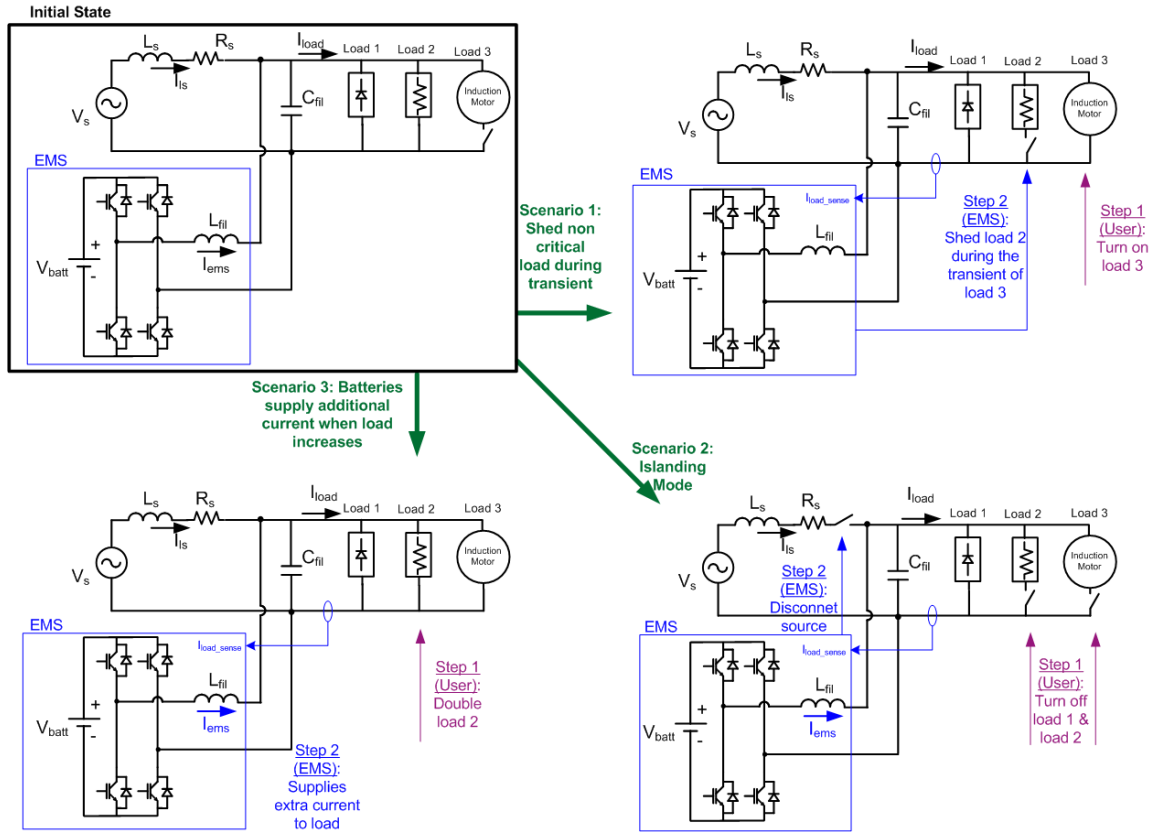 Initial State
Ls
Rs
Iload
Load 1
Load 2
Load 3
Ils
Vs
Cfil
Induction
Motor
EMS
Lfil
Iems
Vbatt
+
-
Scenario 1:
Shed non
critical
load during
transient
Ls
Rs
Iload
Load 1
Load 2
Load 3
Ils
Vs
Cfil
Induction
Motor
EMS
Iload_sense
Lfil
Vbatt
+
-
Step 2
(EMS):
Shed load 2
during the
transient of
load 3
Step 1
(User):
Turn on
load 3
Scenario 3: Batteries
supply additional
current when load
increases
Ls
Rs
Iload
Load 1
Load 2
Load 3
Ils
Vs
Cfil
Induction
Motor
EMS
Iload_sense
Lfil
Iems
Vbatt
+
-
Step 2
(EMS):
Supplies
extra current
to load
Step 1
(User):
Double
load 2
Scenario 2:
Islanding
Mode
Ls
Rs
Iload
Load 1
Load 2
Load 3
Ils
Vs
Cfil
Induction
Motor
Step 2
(EMS):
Disconnet
source
EMS
Iload_sense
Lfil
Iems
Vbatt
+
-
Step 1
(User):
Turn off
load 1 &
load 2